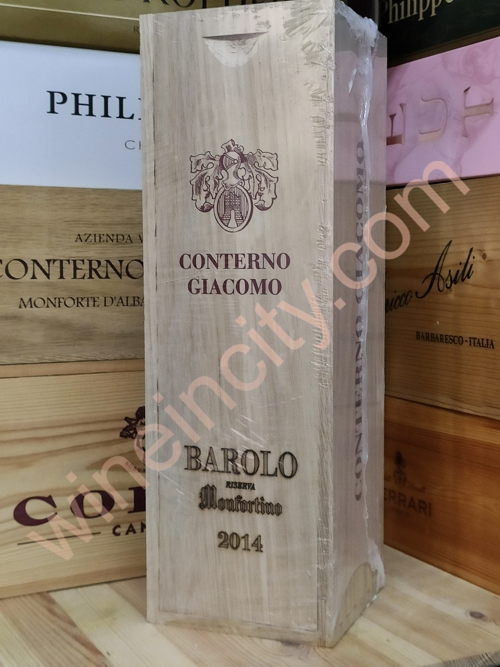 PHIL
Philippe
AZIENDA
CONTERNO
MONFORTE D'ALBA
CONTERNO
GIACOMO
CONTERNO GIACOMO
BAROLO
RISERVA
Monfortino
2014
Asili
BARBARESCO-ITALIA
CO
CAN
wineincity.com